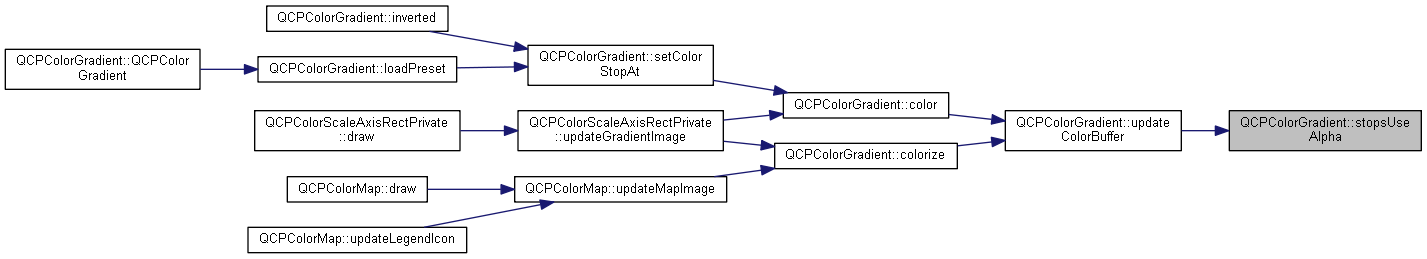 QCPColorGradient::inverted
QCPColorGradient::QCPColor
Gradient
QCPColorGradient::loadPreset
QCPColorGradient::setColor
StopAt
QCPColorGradient::color
QCPColorScaleAxisRectPrivate
::draw
QCPColorScaleAxisRectPrivate
::updateGradientImage
QCPColorGradient::update
ColorBuffer
QCPColorGradient::stopsUse
Alpha
QCPColorGradient::colorize
QCPColorMap::draw
QCPColorMap::updateMapImage
QCPColorMap::updateLegendIcon